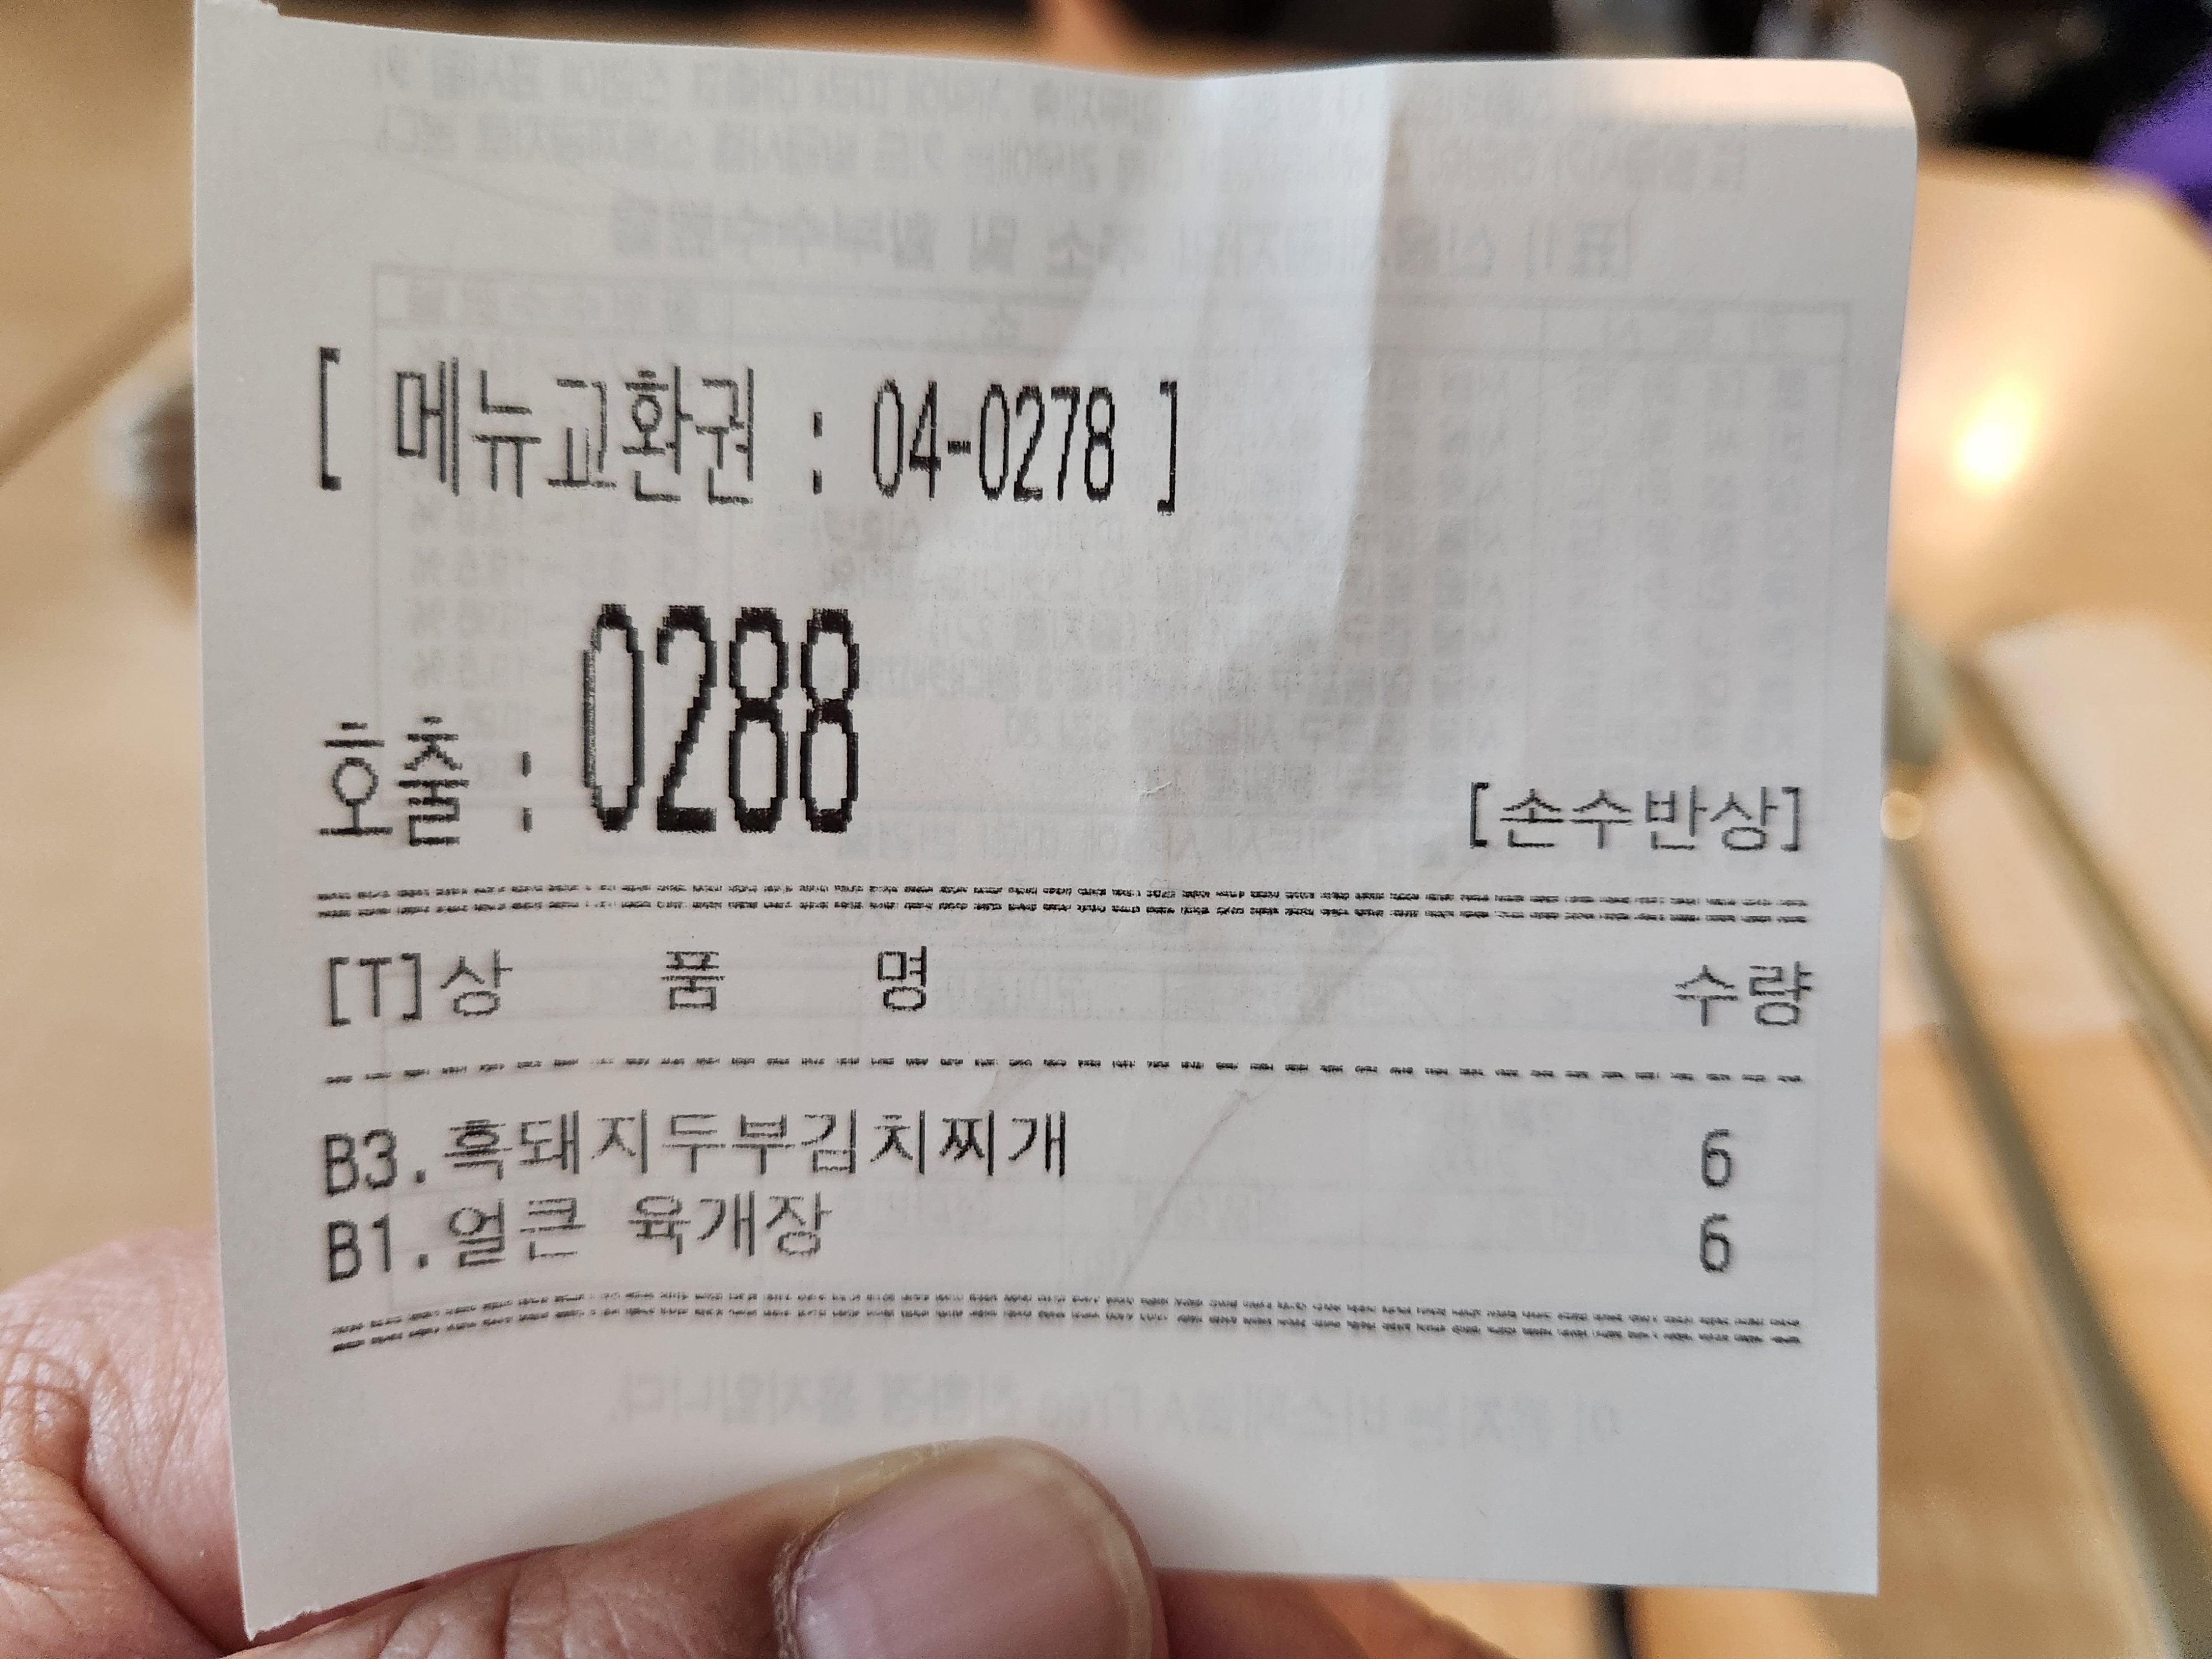 [ 메뉴교환권 : 04-0278 ]
호출 : 0288
[손수반상]
[T]상 품 명 수량
B3.흑돼지두부김치찌개 6
B1.얼큰 육개장 6